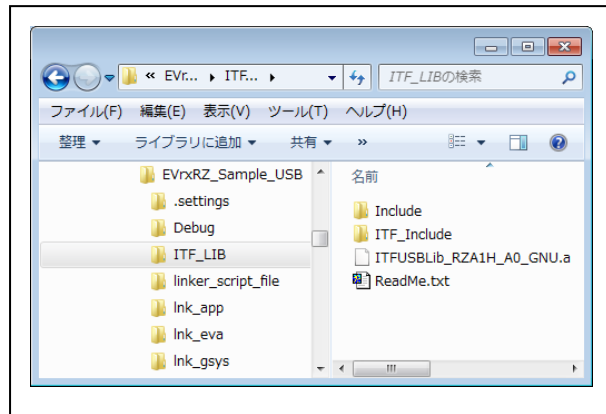 « EVr... ▸ ITF... ▸
ITF_LIBの検索
ファイル(F) 編集(E) 表示(V) ツール(T) ヘルプ(H)
整理 ▼ ライブラリに追加 ▼ 共有 ▼ »
EVrxRZ_Sample_USB
.settings
Debug
ITF_LIB
linker_script_file
lnk_app
lnk_eva
lnk_gsys
名前
Include
ITF_Include
ITFUSBLib_RZA1H_A0_GNU.a
ReadMe.txt